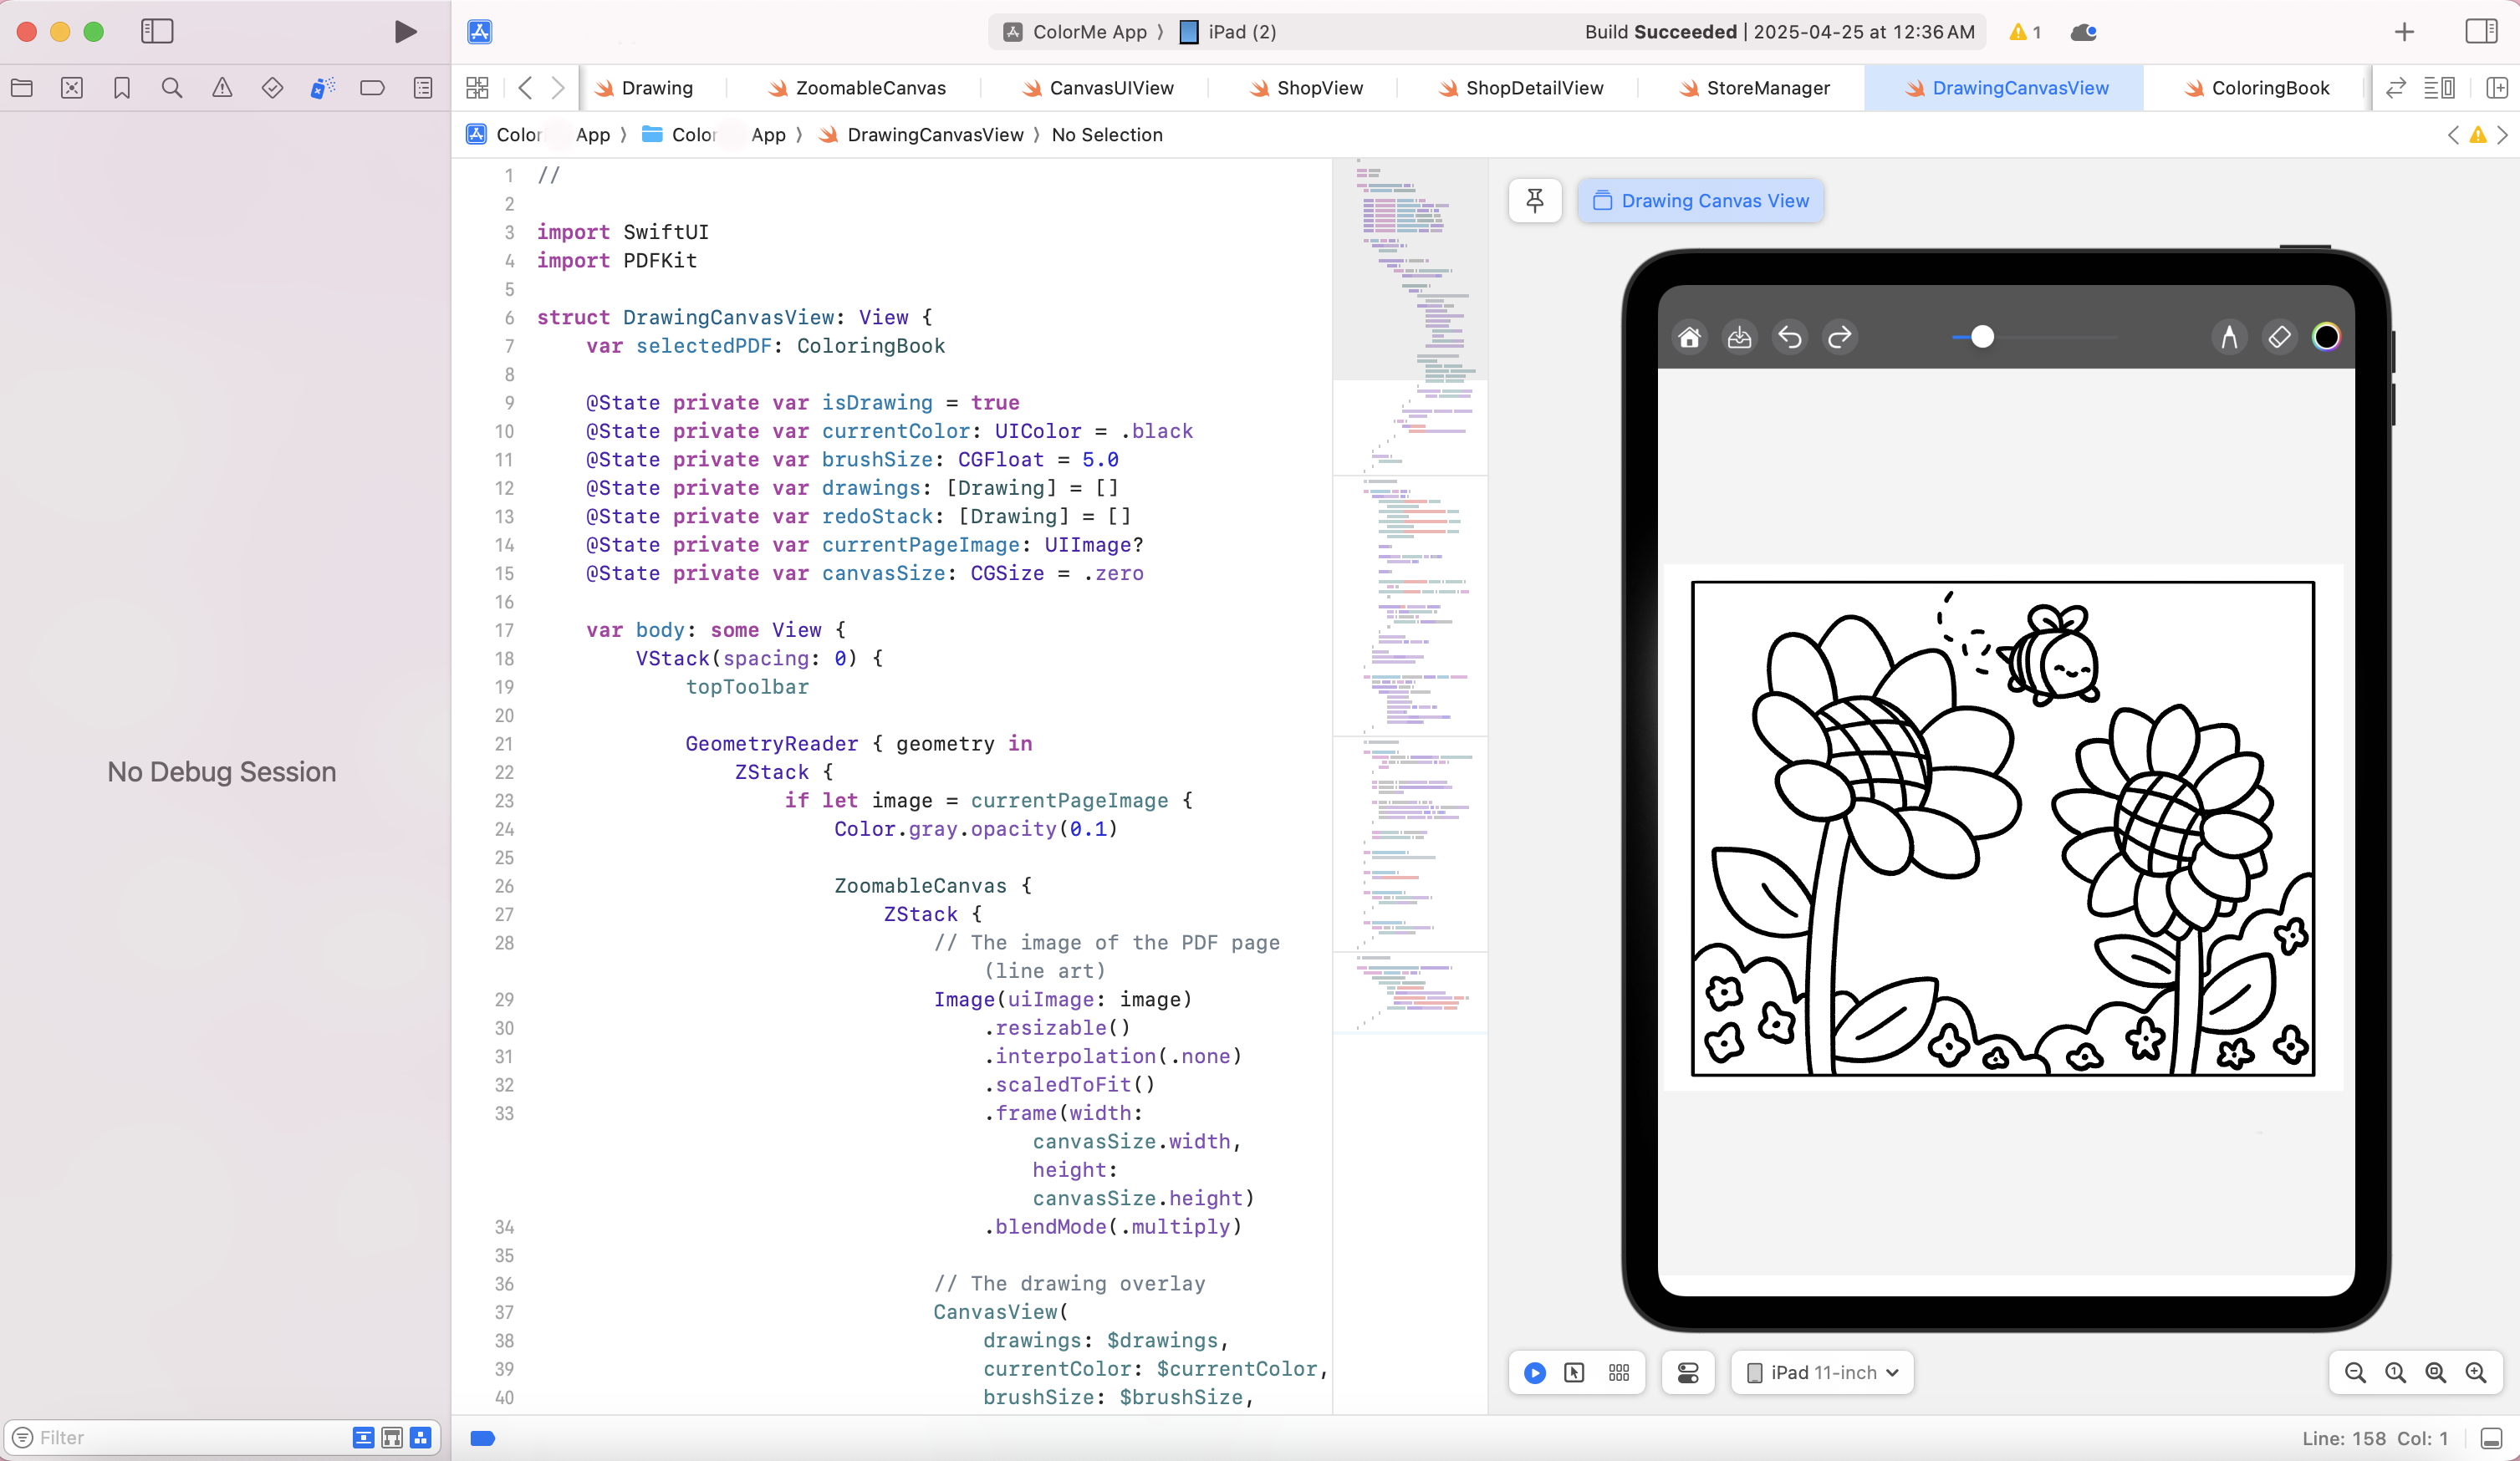 ColorMe App 〉 iPad (2)
Build Succeeded | 2025-04-25 at 12:36 AM
1
Drawing
ZoomableCanvas
CanvasUIView
ShopView
ShopDetailView
StoreManager
DrawingCanvasView
ColoringBook
Color App 〉 Color App 〉 DrawingCanvasView 〉 No Selection
No Debug Session
Filter
1 //
2
3 import SwiftUI
4 import PDFKit
5
6 struct DrawingCanvasView: View {
7 var selectedPDF: ColoringBook
8
9 @State private var isDrawing = true
10 @State private var currentColor: UIColor = .black
11 @State private var brushSize: CGFloat = 5.0
12 @State private var drawings: [Drawing] = []
13 @State private var redoStack: [Drawing] = []
14 @State private var currentPageImage: UIImage?
15 @State private var canvasSize: CGSize = .zero
16
17 var body: some View {
18 VStack(spacing: 0) {
19 topToolbar
20
21 GeometryReader { geometry in
22 ZStack {
23 if let image = currentPageImage {
24 Color.gray.opacity(0.1)
25
26 ZoomableCanvas {
27 ZStack {
28 // The image of the PDF page
(line art)
29 Image(uiImage: image)
30 .resizable()
31 .interpolation(.none)
32 .scaledToFit()
33 .frame(width:
canvasSize.width,
height:
canvasSize.height)
34 .blendMode(.multiply)
35
36 // The drawing overlay
37 CanvasView(
38 drawings: $drawings,
39 currentColor: $currentColor,
40 brushSize: $brushSize,
Drawing Canvas View
iPad 11-inch
Line: 158 Col: 1